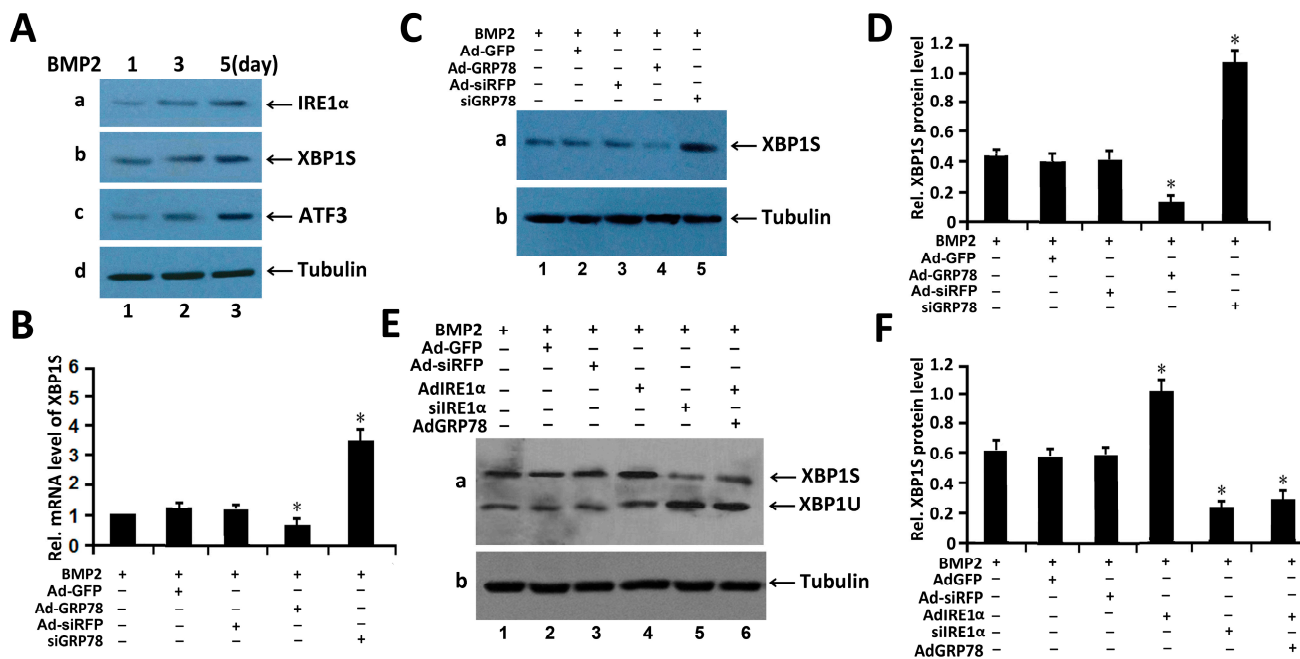 A
BMP2 1 3 5(day)
a ← IRE1α
b ← XBP1S
c ← ATF3
d ← Tubulin
1 2 3
B
Rel. mRNA level of XBP1S
6
5
4
3
2
1
0
* *
BMP2 + + + + +
Ad-GFP – + – – –
Ad-GRP78 – – – + –
Ad-siRFP – – + – –
siGRP78 – – – – +
C
BMP2 + + + + +
Ad-GFP – + – – –
Ad-GRP78 – – – + –
Ad-siRFP – – + – –
siGRP78 – – – – +
a ← XBP1S
b ← Tubulin
1 2 3 4 5
D
Rel. XBP1S protein level
1.2
1.0
0.8
0.6
0.4
0.2
0
* *
BMP2 + + + + +
Ad-GFP – + – – –
Ad-GRP78 – – – + –
Ad-siRFP – – + – –
siGRP78 – – – – +
E
BMP2 + + + + + +
Ad-GFP – + – – – –
Ad-siRFP – – + – – –
AdIRE1α – – – + – +
siIRE1α – – – – + –
AdGRP78 – – – – – +
a ← XBP1S
← XBP1U
b ← Tubulin
1 2 3 4 5 6
F
Rel. XBP1S protein level
1.2
1.0
0.8
0.6
0.4
0.2
0
* * *
BMP2 + + + + + +
AdGFP – + – – – –
Ad-siRFP – – + – – –
AdIRE1α – – – + – +
siIRE1α – – – – + –
AdGRP78 – – – – – +